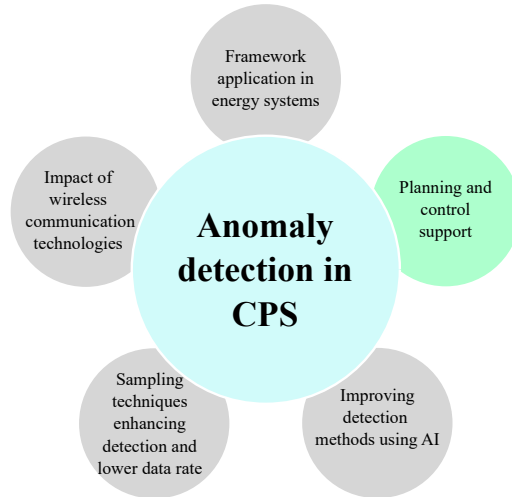 Framework
application in
energy systems
Impact of
wireless
communication
technologies
Planning and
control
support
Anomaly
detection in
CPS
Sampling
techniques
enhancing
detection and
lower data rate
Improving
detection
methods using AI